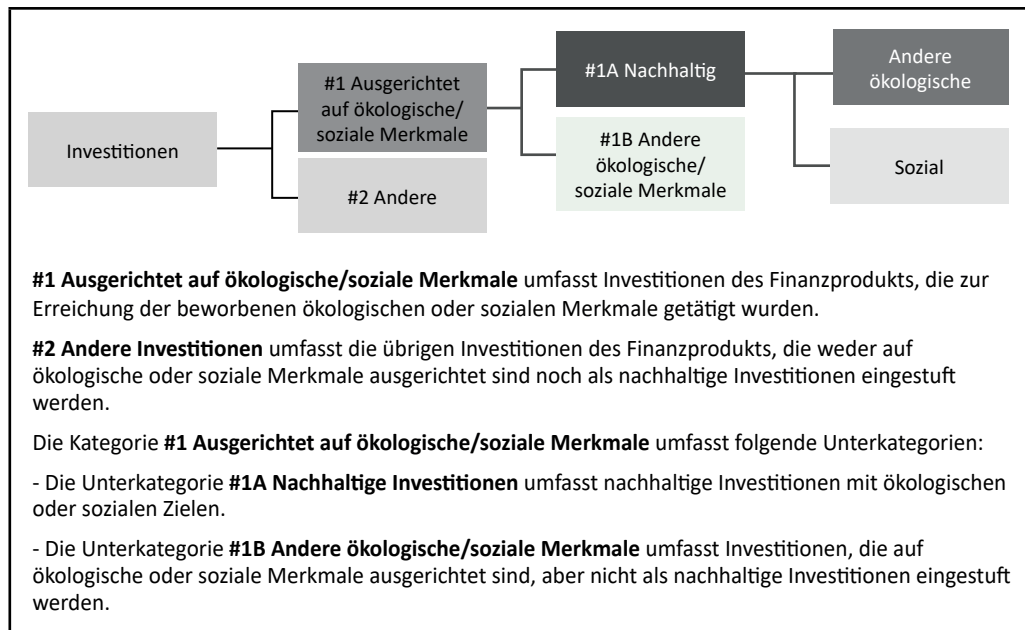 Investitionen
#1 Ausgerichtet
auf ökologische/
soziale Merkmale
#2 Andere
#1A Nachhaltig
#1B Andere
ökologische/
soziale Merkmale
Andere
ökologische
Sozial
#1 Ausgerichtet auf ökologische/soziale Merkmale umfasst Investitionen des Finanzprodukts, die zur
Erreichung der beworbenen ökologischen oder sozialen Merkmale getätigt wurden.
#2 Andere Investitionen umfasst die übrigen Investitionen des Finanzprodukts, die weder auf
ökologische oder soziale Merkmale ausgerichtet sind noch als nachhaltige Investitionen eingestuft
werden.
Die Kategorie #1 Ausgerichtet auf ökologische/soziale Merkmale umfasst folgende Unterkategorien:
- Die Unterkategorie #1A Nachhaltige Investitionen umfasst nachhaltige Investitionen mit ökologischen
oder sozialen Zielen.
- Die Unterkategorie #1B Andere ökologische/soziale Merkmale umfasst Investitionen, die auf
ökologische oder soziale Merkmale ausgerichtet sind, aber nicht als nachhaltige Investitionen eingestuft
werden.